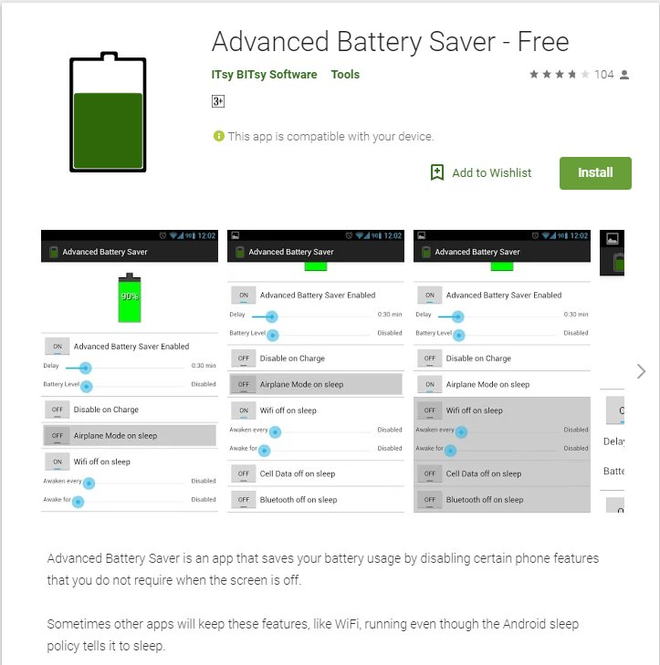 Advanced Battery Saver - Free
ITsy BITsy Software Tools
104
3+
This app is compatible with your device.
Add to Wishlist
Install
90 12:02
Advanced Battery Saver
90%
ON Advanced Battery Saver Enabled
Delay 0:30 min
Battery Level Disabled
OFF Disable on Charge
OFF Airplane Mode on sleep
ON Wifi off on sleep
Awaken every Disabled
Awake for Disabled
90 12:02
Advanced Battery Saver
ON Advanced Battery Saver Enabled
Delay 0:30 min
Battery Level Disabled
OFF Disable on Charge
OFF Airplane Mode on sleep
ON Wifi off on sleep
Awaken every Disabled
Awake for Disabled
OFF Cell Data off on sleep
OFF Bluetooth off on sleep
90 12:02
Advanced Battery Saver
ON Advanced Battery Saver Enabled
Delay 0:30 min
Battery Level Disabled
OFF Disable on Charge
ON Airplane Mode on sleep
OFF Wifi off on sleep
Awaken every Disabled
Awake for Disabled
OFF Cell Data off on sleep
OFF Bluetooth off on sleep
Advanced Battery Saver is an app that saves your battery usage by disabling certain phone features
that you do not require when the screen is off.
Sometimes other apps will keep these features, like WiFi, running even though the Android sleep
policy tells it to sleep.